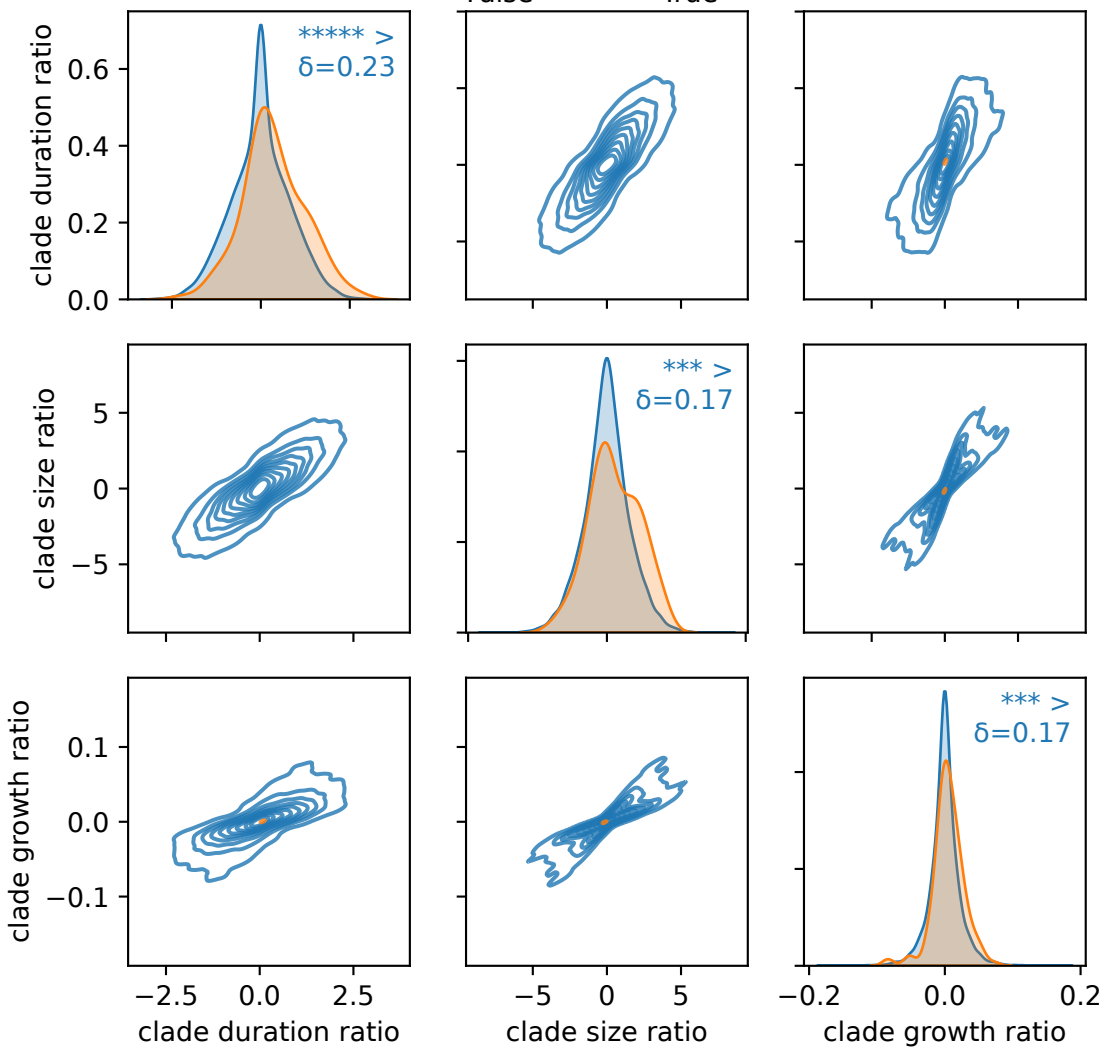 True
clade duration ratio
0.6
0.4
0.2
0.0
***** >
δ=0.23
clade size ratio
5
0
−5
*** >
δ=0.17
clade growth ratio
0.1
0.0
−0.1
*** >
δ=0.17
−2.5 0.0 2.5
−5 0 5
−0.2 0.0 0.2
clade duration ratio
clade size ratio
clade growth ratio